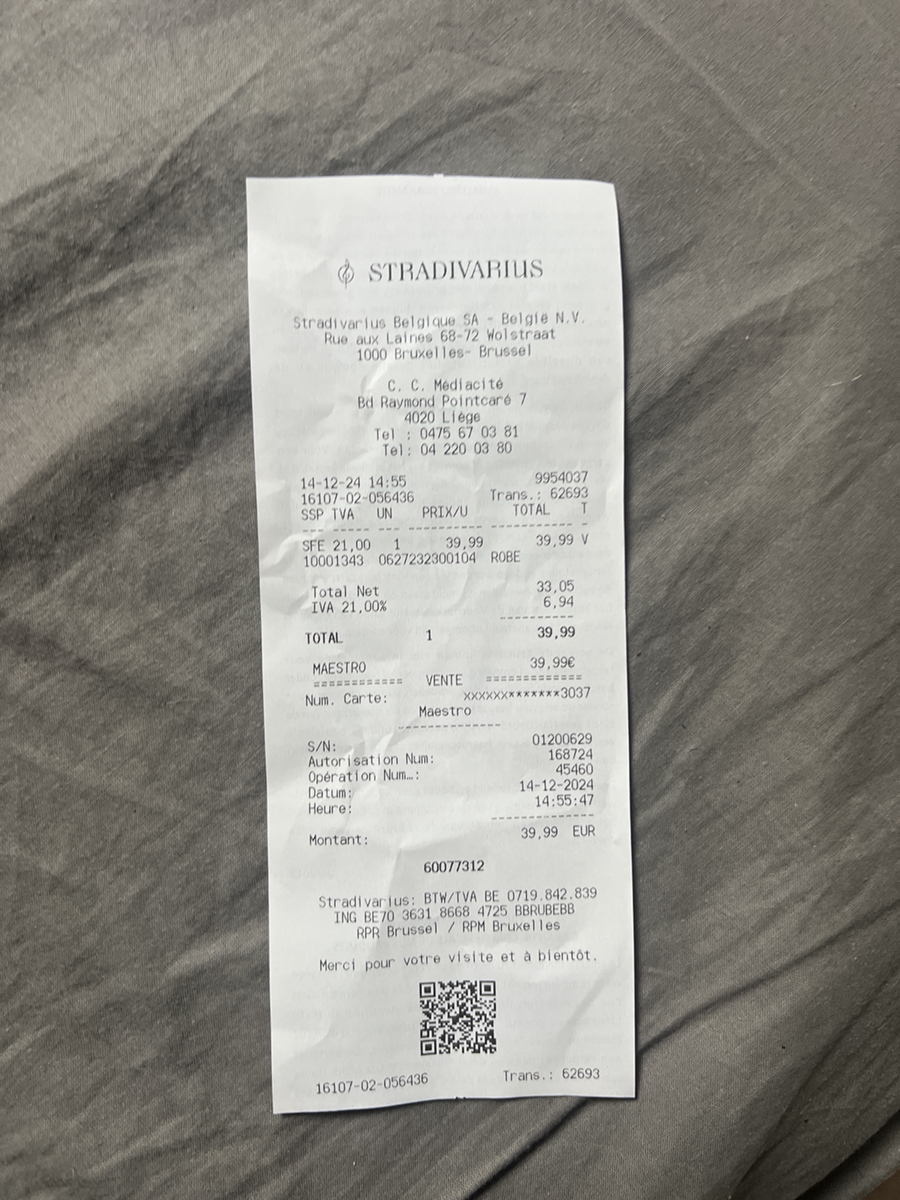 STRADIVARIUS
Stradivarius Belgique SA - België N.V.
Rue aux Laines 68-72 Wolstraat
1000 Bruxelles- Brussel
C. C. Médiacité
Bd Raymond Pointcaré 7
4020 Liège
Tel : 0475 67 03 81
Tel: 04 220 03 80
14-12-24 14:55 9954037
16107-02-056436 Trans.: 62693
SSP TVA UN PRIX/U TOTAL T
SFE 21,00 1 39,99 39,99 V
10001343 0627232300104 ROBE
Total Net 33,05
IVA 21,00% 6,94
TOTAL 1 39,99
MAESTRO 39,99€
============ VENTE =============
Num. Carte: XXXXXX*******3037
Maestro
S/N: 01200629
Autorisation Num: 168724
Opération Num…: 45460
Datum: 14-12-2024
Heure: 14:55:47
Montant: 39,99 EUR
60077312
Stradivarius: BTW/TVA BE 0719.842.839
ING BE70 3631 8668 4725 BBRUBEBB
RPR Brussel / RPM Bruxelles
Merci pour votre visite et à bientôt.
16107-02-056436 Trans.: 62693